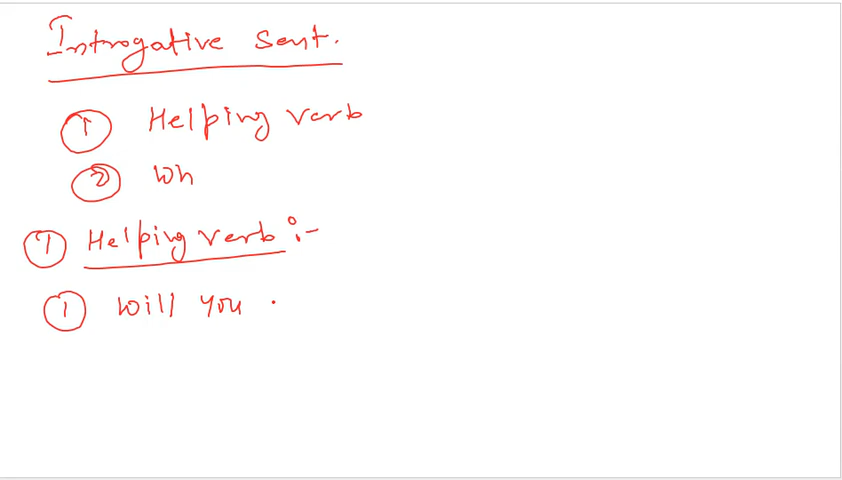 Introgative Sent.
① Helping verb
② Wh
① Helping verb :-
① Will you .